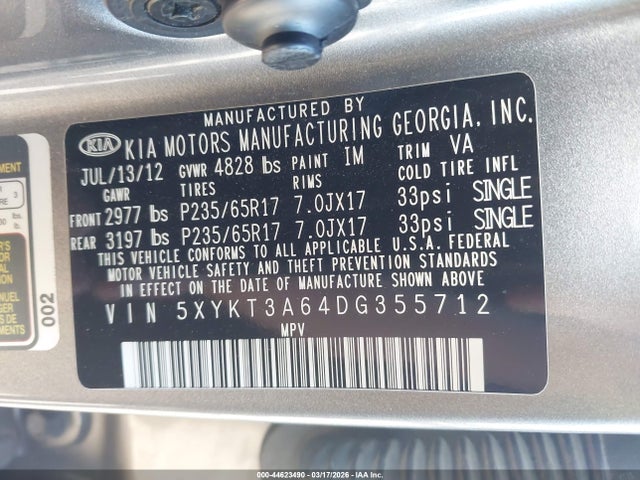 MANUFACTURED BY
KIA KIA MOTORS MANUFACTURING GEORGIA, INC.
JUL/13/12 GVWR 4828 lbs PAINT IM TRIM VA
GAWR TIRES RIMS COLD TIRE INFL
FRONT 2977 lbs P235/65R17 7.0JX17 33psi SINGLE
REAR 3197 lbs P235/65R17 7.0JX17 33psi SINGLE
THIS VEHICLE CONFORMS TO ALL APPLICABLE U.S.A. FEDERAL
MOTOR VEHICLE SAFETY AND THEFT PREVENTION STANDARDS
IN EFFECT ON THE DATE OF MANUFACTURE SHOWN ABOVE.
VIN 5XYKT3A64DG355712
MPV
002
000-44623490 - 03/17/2026 - IAA Inc.